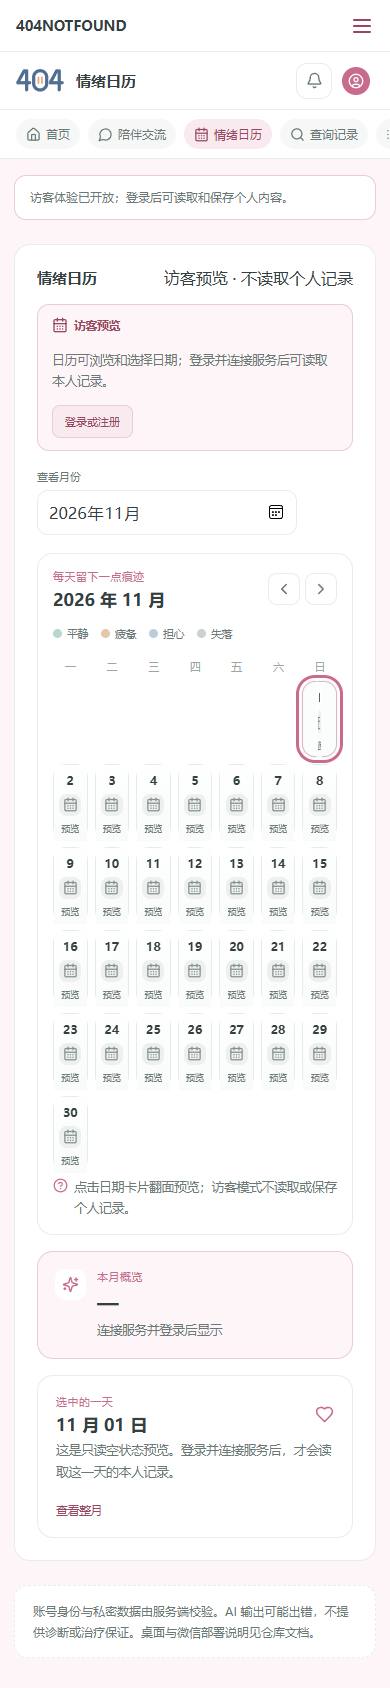 404NOTFOUND
404 情绪日历
首页 陪伴交流 情绪日历 查询记录
访客体验已开放；登录后可读取和保存个人内容。
情绪日历 访客预览 · 不读取个人记录
访客预览
日历可浏览和选择日期；登录并连接服务后可读取
本人记录。
登录或注册
查看月份
2026年11月
每天留下一点痕迹
2026 年 11 月
平静 疲惫 担心 失落
一 二 三 四 五 六 日
2 3 4 5 6 7 8
预览 预览 预览 预览 预览 预览 预览
9 10 11 12 13 14 15
预览 预览 预览 预览 预览 预览 预览
16 17 18 19 20 21 22
预览 预览 预览 预览 预览 预览 预览
23 24 25 26 27 28 29
预览 预览 预览 预览 预览 预览 预览
30
预览
点击日期卡片翻面预览；访客模式不读取或保存
个人记录。
本月概览
—
连接服务并登录后显示
选中的一天
11 月 01 日
这是只读空状态预览。登录并连接服务后，才会读
取这一天的本人记录。
查看整月
账号身份与私密数据由服务端校验。AI 输出可能出错，不提
供诊断或治疗保证。桌面与微信部署说明见仓库文档。